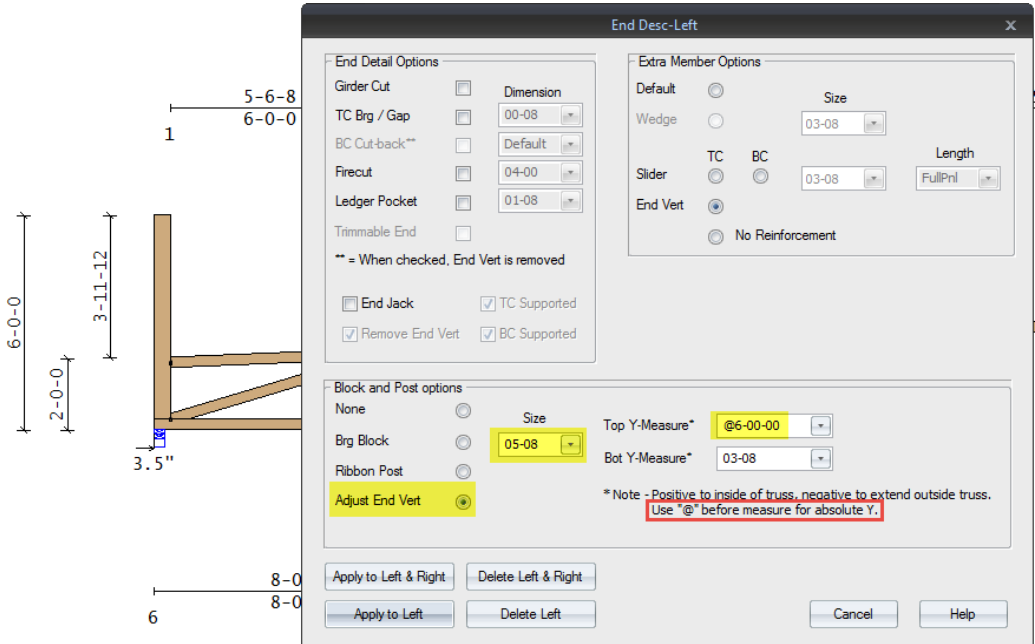 End Desc-Left
X
End Detail Options
Girder Cut
Dimension
TC Brg / Gap
00-08
BC Cut-back**
Default
Firecut
04-00
Ledger Pocket
01-08
Trimmable End
** = When checked, End Vert is removed
End Jack
TC Supported
Remove End Vert
BC Supported
Extra Member Options
Default
Size
Wedge
03-08
TC
BC
Length
Slider
03-08
FullPnl
End Vert
No Reinforcement
Block and Post options
None
Size
Brg Block
05-08
Ribbon Post
Adjust End Vert
Top Y-Measure*
@6-00-00
Bot Y-Measure*
03-08
* Note - Positive to inside of truss, negative to extend outside truss.
Use "@" before measure for absolute Y.
Apply to Left & Right
Delete Left & Right
Apply to Left
Delete Left
Cancel
Help
5-6-8
6-0-0
1
3-11-12
6-0-0
2-0-0
3.5"
8-0
8-0
6